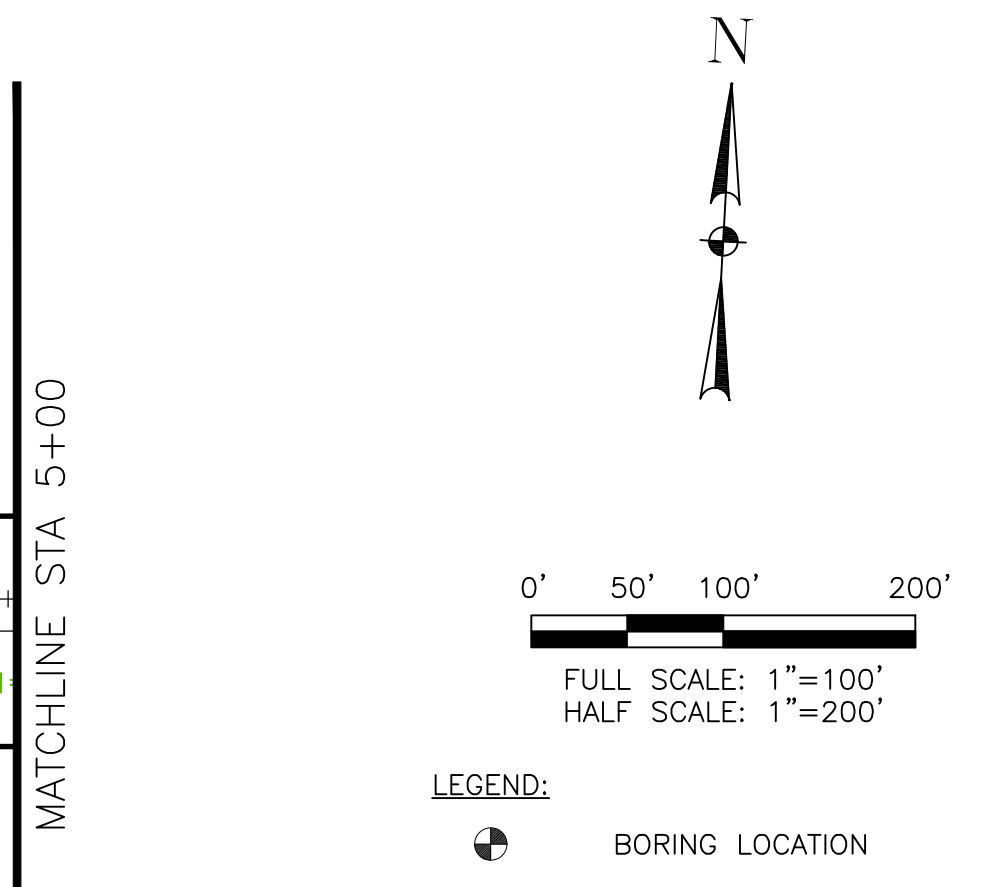 N
MATCHLINE STA 5+00
0' 50' 100' 200'
FULL SCALE: 1"=100'
HALF SCALE: 1"=200'
LEGEND:
BORING LOCATION